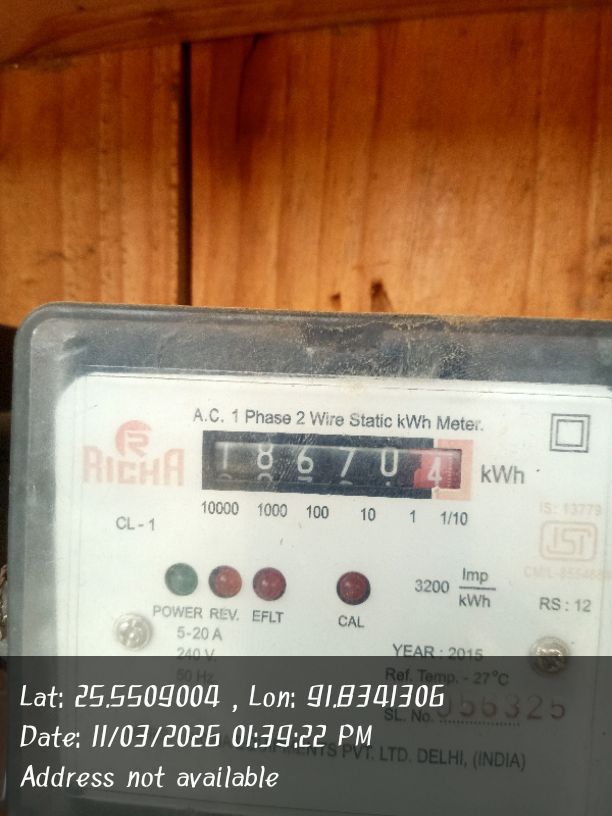 A.C. 1 Phase 2 Wire Static kWh Meter.
R
RICHA
18670 4 kWh
10000 1000 100 10 1 1/10
CL - 1
IS: 13779
ISI
3200 Imp
kWh
RS : 12
POWER REV. EFLT CAL
5-20 A
240 V.
50 Hz.
YEAR : 2015
Ref. Temp. - 27°C
SL. No. 056325
PVT. LTD. DELHI, (INDIA)
Lat: 25.5509004 , Lon: 91.8341306
Date: 11/03/2026 01:39:22 PM
Address not available